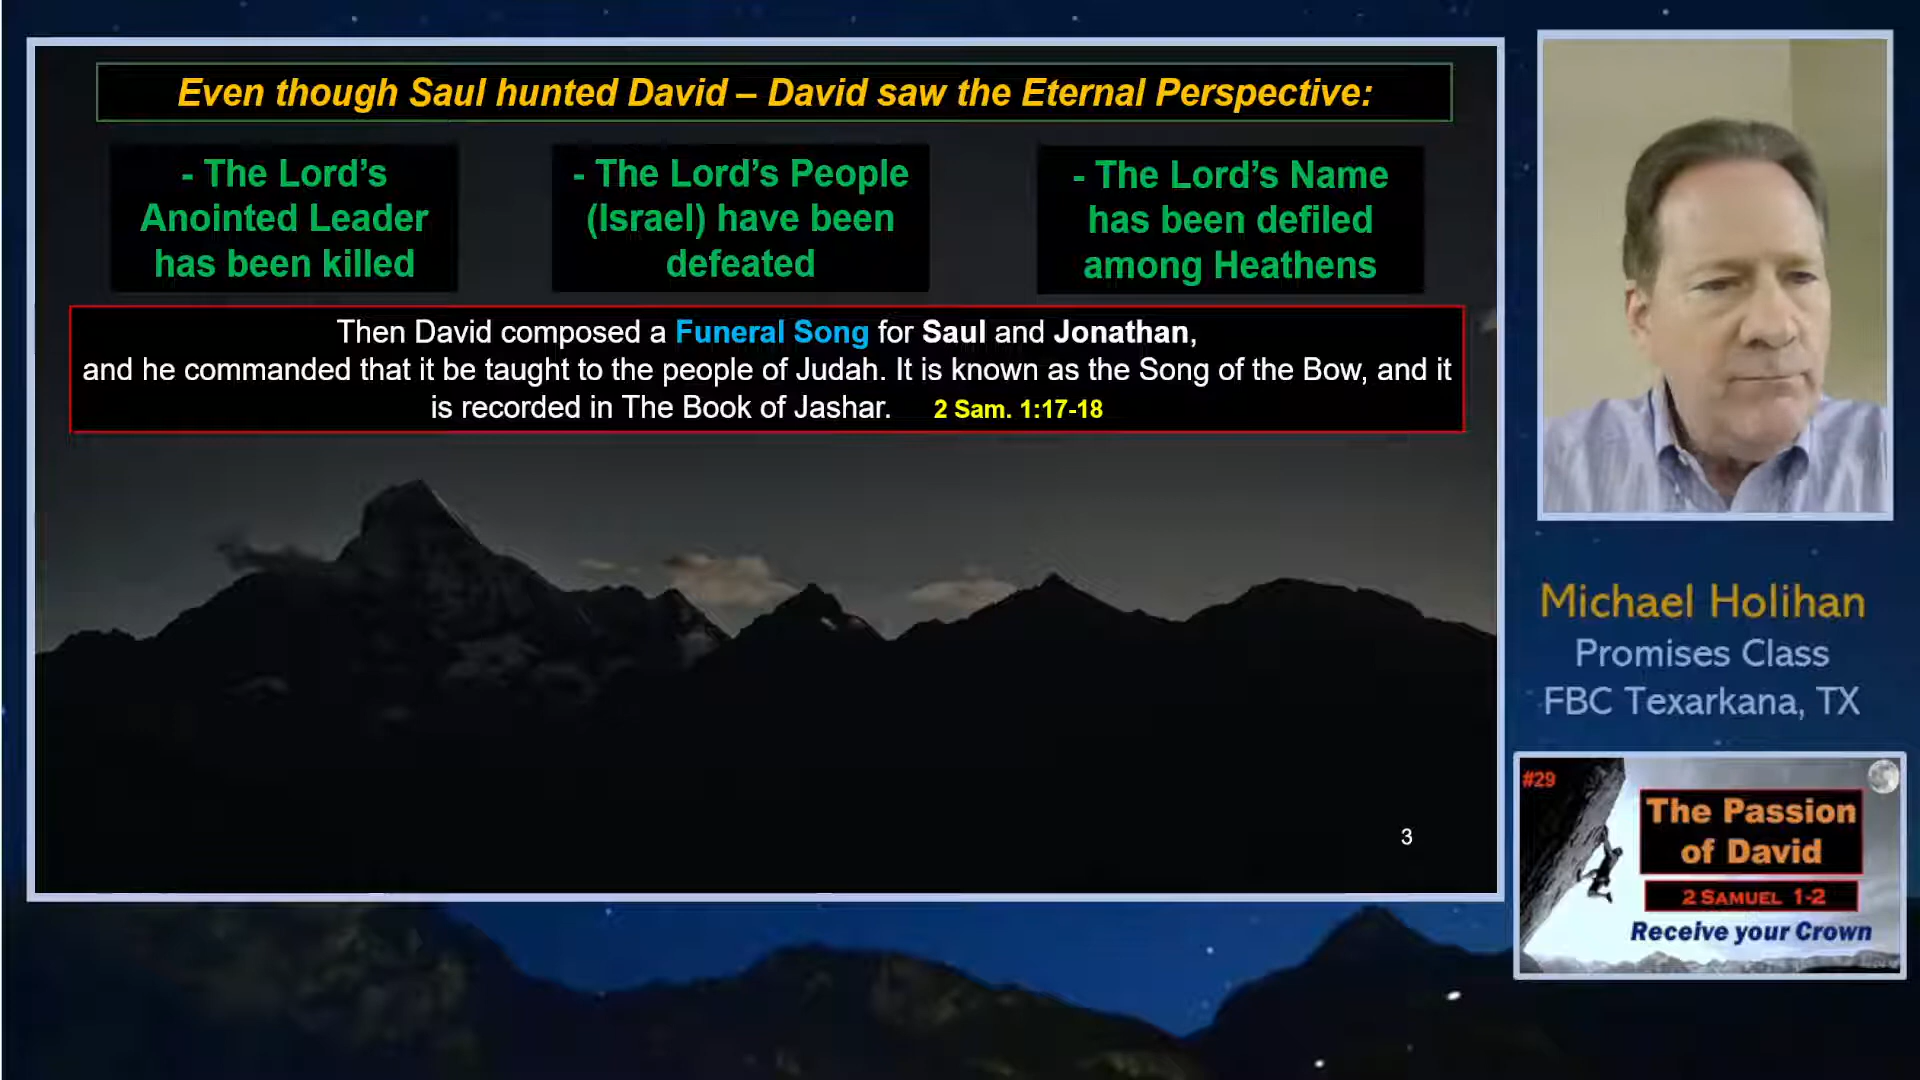 Even though Saul hunted David – David saw the Eternal Perspective:
- The Lord’s
Anointed Leader
has been killed
- The Lord’s People
(Israel) have been
defeated
- The Lord’s Name
has been defiled
among Heathens
Then David composed a Funeral Song for Saul and Jonathan,
and he commanded that it be taught to the people of Judah. It is known as the Song of the Bow, and it
is recorded in The Book of Jashar. 2 Sam. 1:17-18
3
Michael Holihan
Promises Class
FBC Texarkana, TX
#29
The Passion
of David
2 SAMUEL 1-2
Receive your Crown